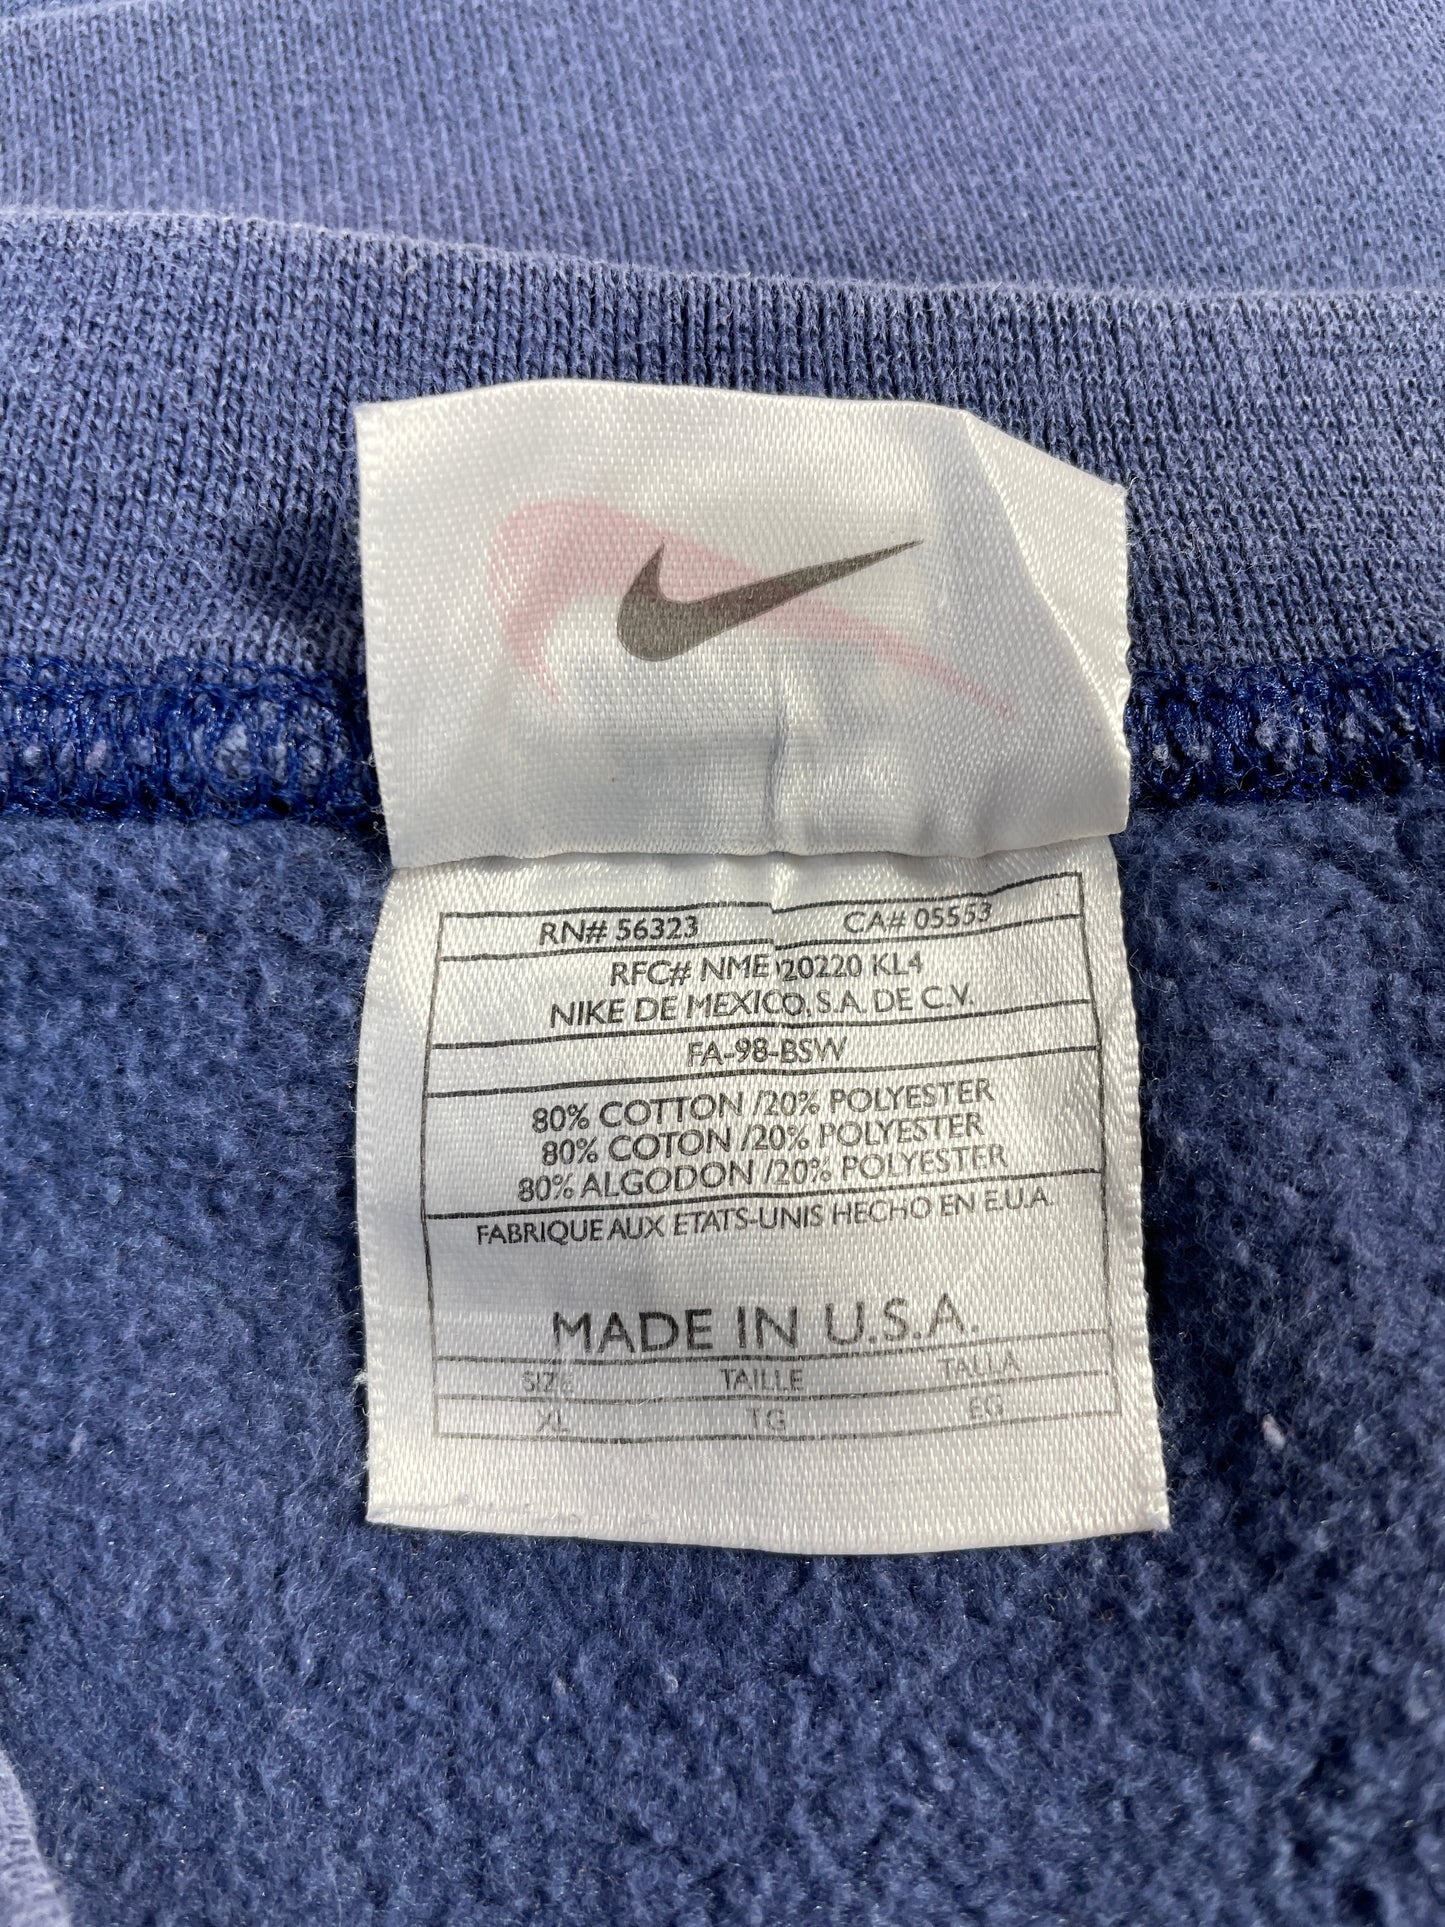 RN# 56323 CA# 05553
RFC# NME 20220 KL4
NIKE DE MEXICO, S.A. DE C.V.
FA-98-BSW
80% COTTON /20% POLYESTER
80% COTON /20% POLYESTER
80% ALGODON /20% POLYESTER
FABRIQUE AUX ETATS-UNIS HECHO EN E.U.A.
MADE IN U.S.A.
SIZE TAILLE TALLA
XL TG EG